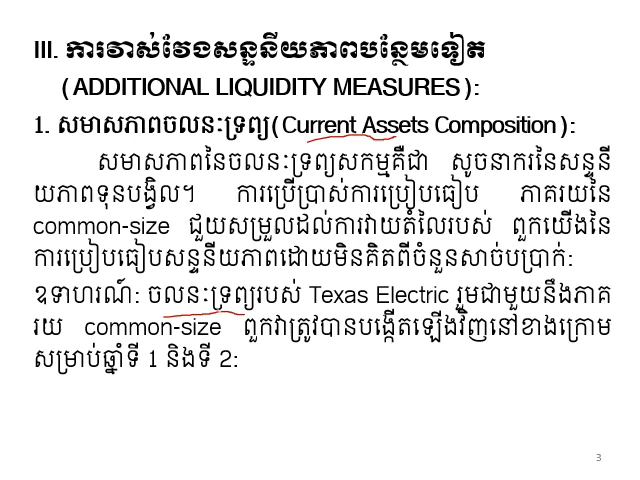 III. ការវាស់វែងសន្ទនីយភាពបន្ថែមទៀត
(ADDITIONAL LIQUIDITY MEASURES):
1. សមាសភាពចលនៈទ្រព្យ(Current Assets Composition):
សមាសភាពនៃចលនៈទ្រព្យសកម្មគឺជា សូចនាករនៃសន្ទនី
យភាពទុនបង្វិល។ ការប្រើប្រាស់ការប្រៀបធៀប ភាគរយនៃ
common-size ជួយសម្រួលដល់ការវាយតំលៃរបស់ ពួកយើងនៃ
ការប្រៀបធៀបសន្ទនីយភាពដោយមិនគិតពីចំនួនសាច់បប្រាក់:
ឧទាហរណ៍: ចលនៈទ្រព្យរបស់ Texas Electric រួមជាមួយនឹងភាគ
រយ common-size ពួកវាត្រូវបានបង្កើតឡើងវិញនៅខាងក្រោម
សម្រាប់ឆ្នាំទី 1 និងទី 2:
3